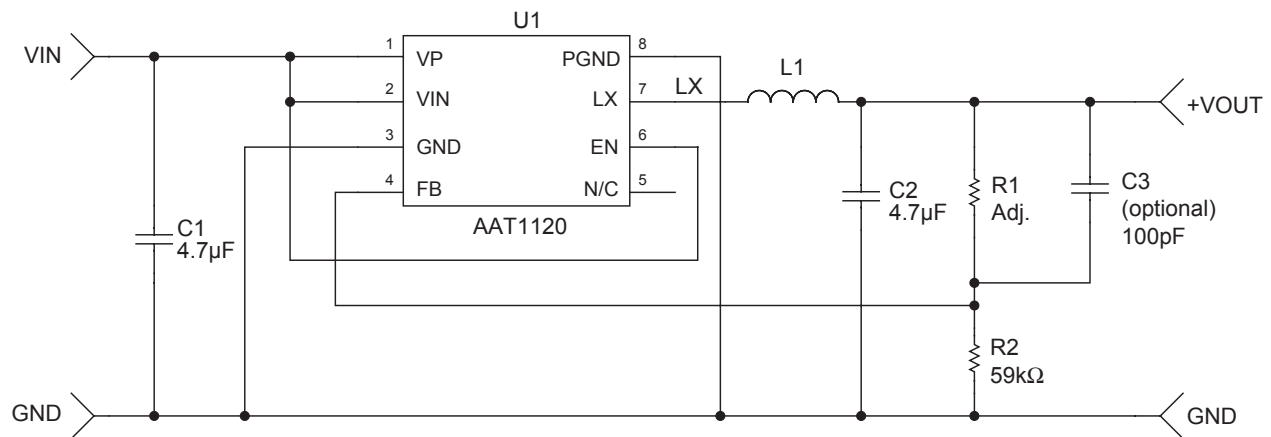 U1
VIN
1
VP
PGND
8
L1
2
VIN
LX
7
LX
+VOUT
3
GND
EN
6
4
FB
N/C
5
C1
4.7µF
AAT1120
C2
4.7µF
R1
Adj.
C3
(optional)
100pF
R2
59kΩ
GND
GND